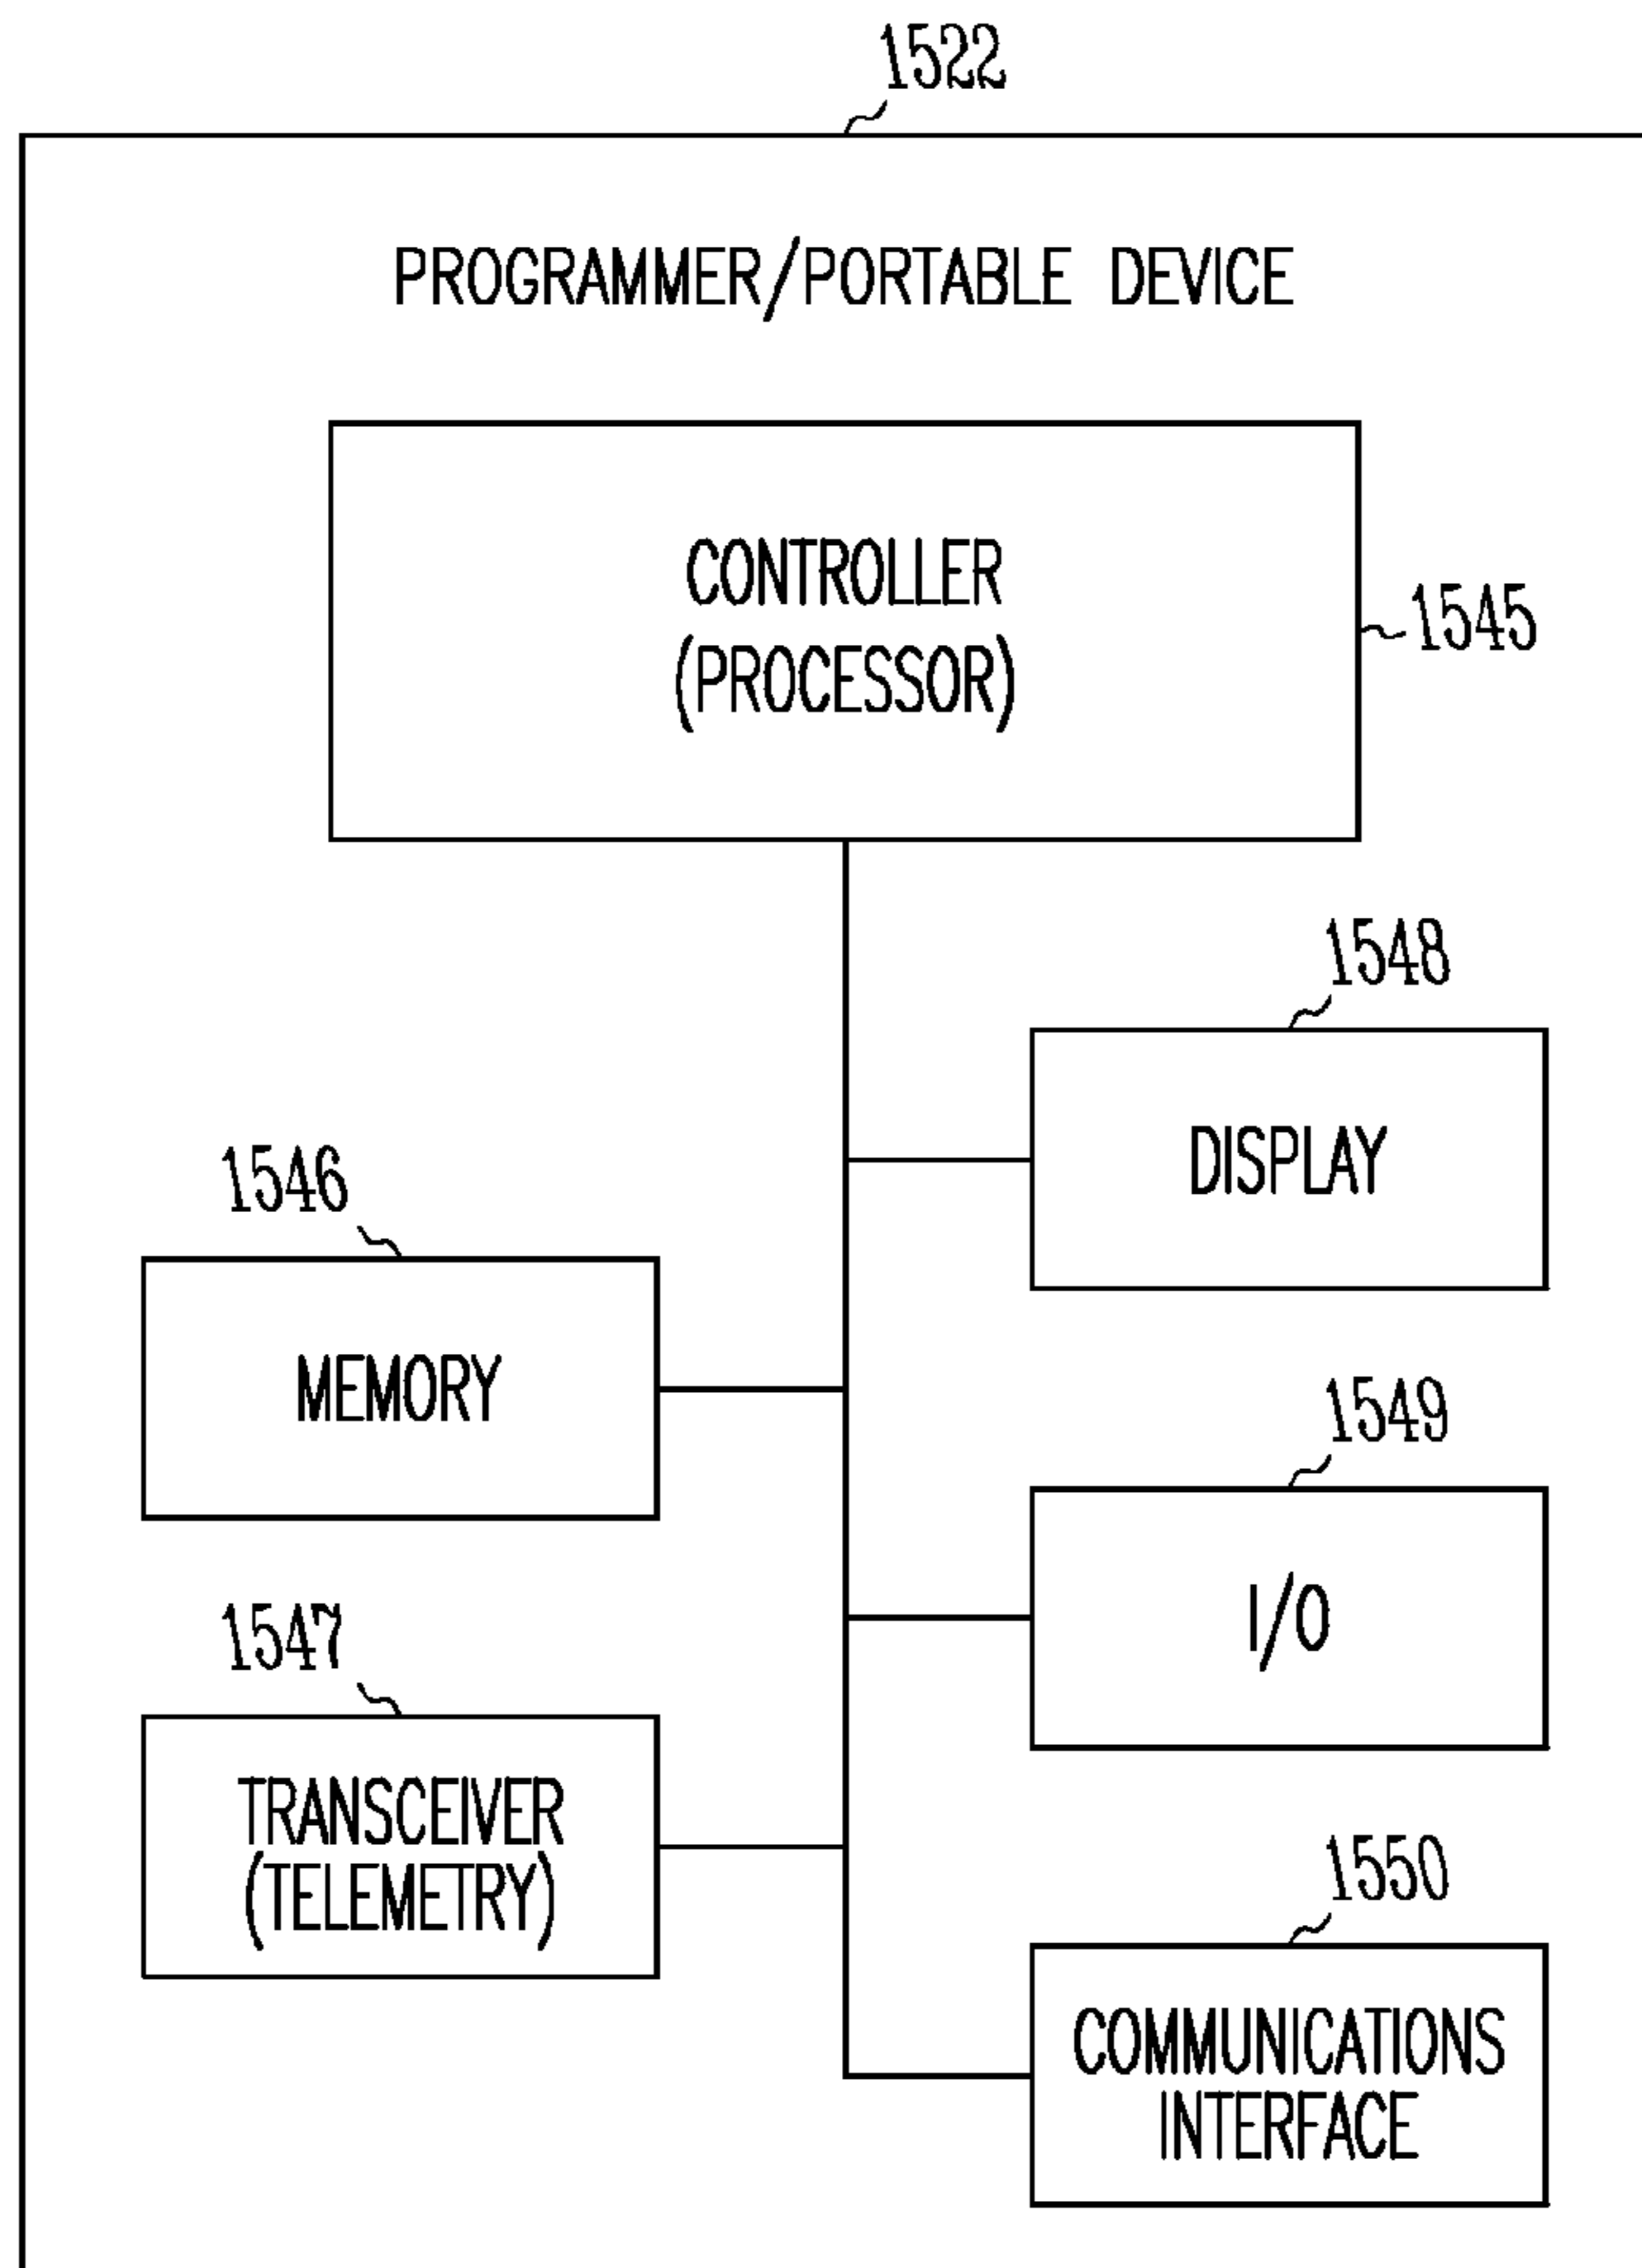 1522
PROGRAMMER/PORTABLE DEVICE
CONTROLLER
(PROCESSOR)
1545
1548
DISPLAY
1546
MEMORY
1549
I/O
1547
TRANSCEIVER
(TELEMETRY)
1550
COMMUNICATIONS
INTERFACE